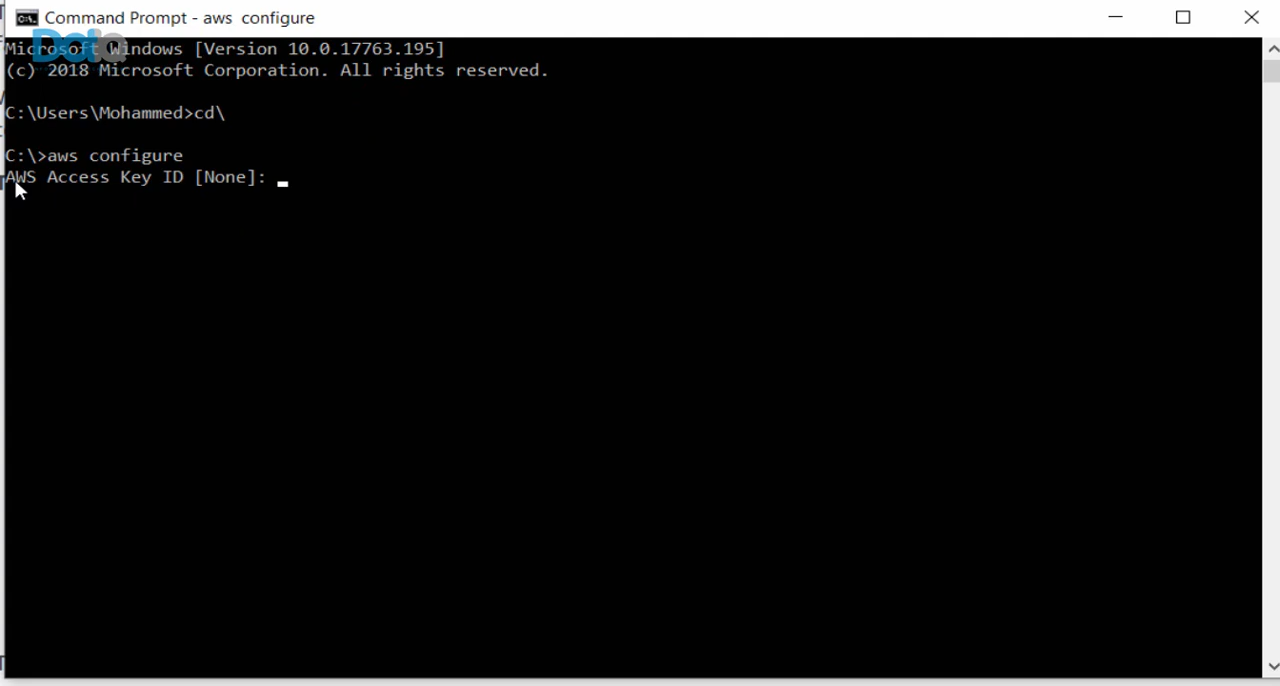 Command Prompt - aws configure
Microsoft Windows [Version 10.0.17763.195]
(c) 2018 Microsoft Corporation. All rights reserved.
C:\Users\Mohammed>cd\
C:\>aws configure
AWS Access Key ID [None]: